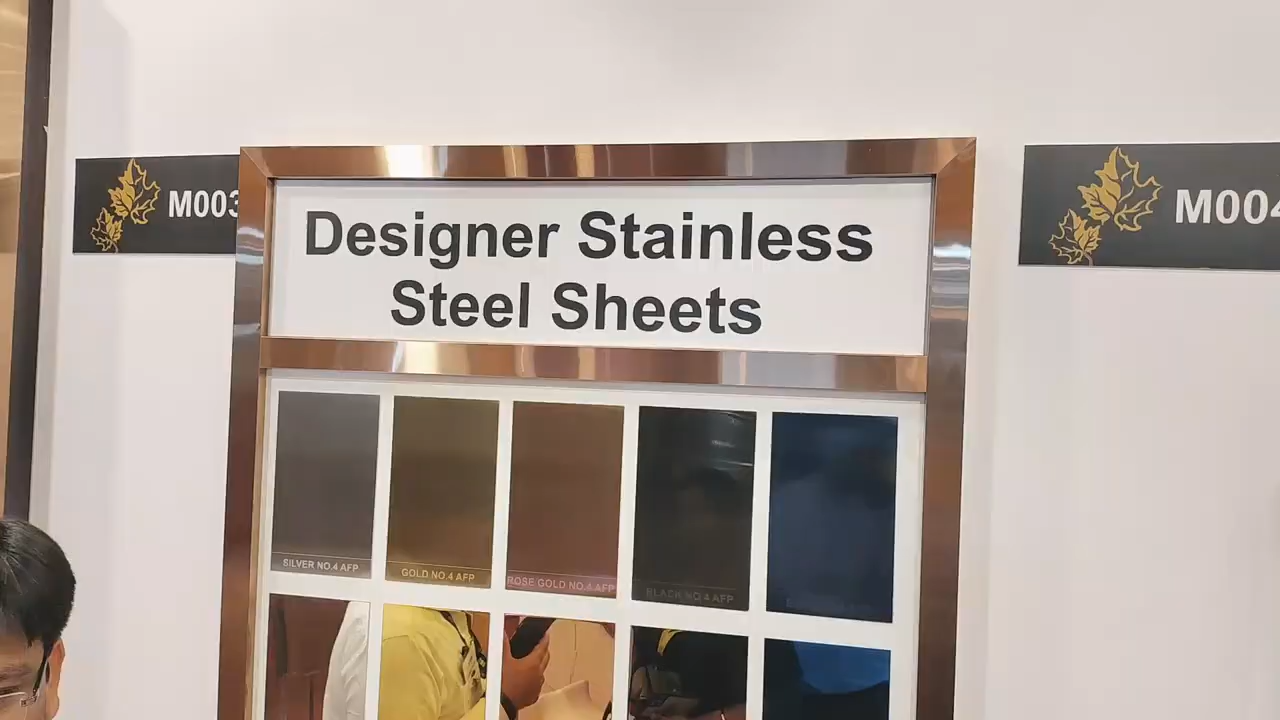 M003
Designer Stainless
Steel Sheets
M004
SILVER NO.4 AFP
GOLD NO.4 AFP
ROSE GOLD NO.4 AFP
BLACK NO.4 AFP